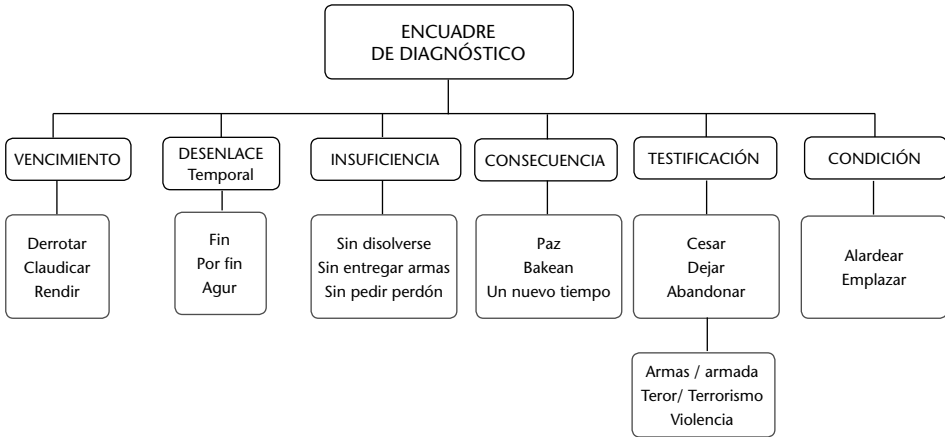 ENCUADRE
DE DIAGNÓSTICO
VENCIMIENTO
DESENLACE
Temporal
INSUFICIENCIA
CONSECUENCIA
TESTIFICACIÓN
CONDICIÓN
Derrotar
Claudicar
Rendir
Fin
Por fin
Agur
Sin disolverse
Sin entregar armas
Sin pedir perdón
Paz
Bakean
Un nuevo tiempo
Cesar
Dejar
Abandonar
Alardear
Emplazar
Armas / armada
Teror/ Terrorismo
Violencia